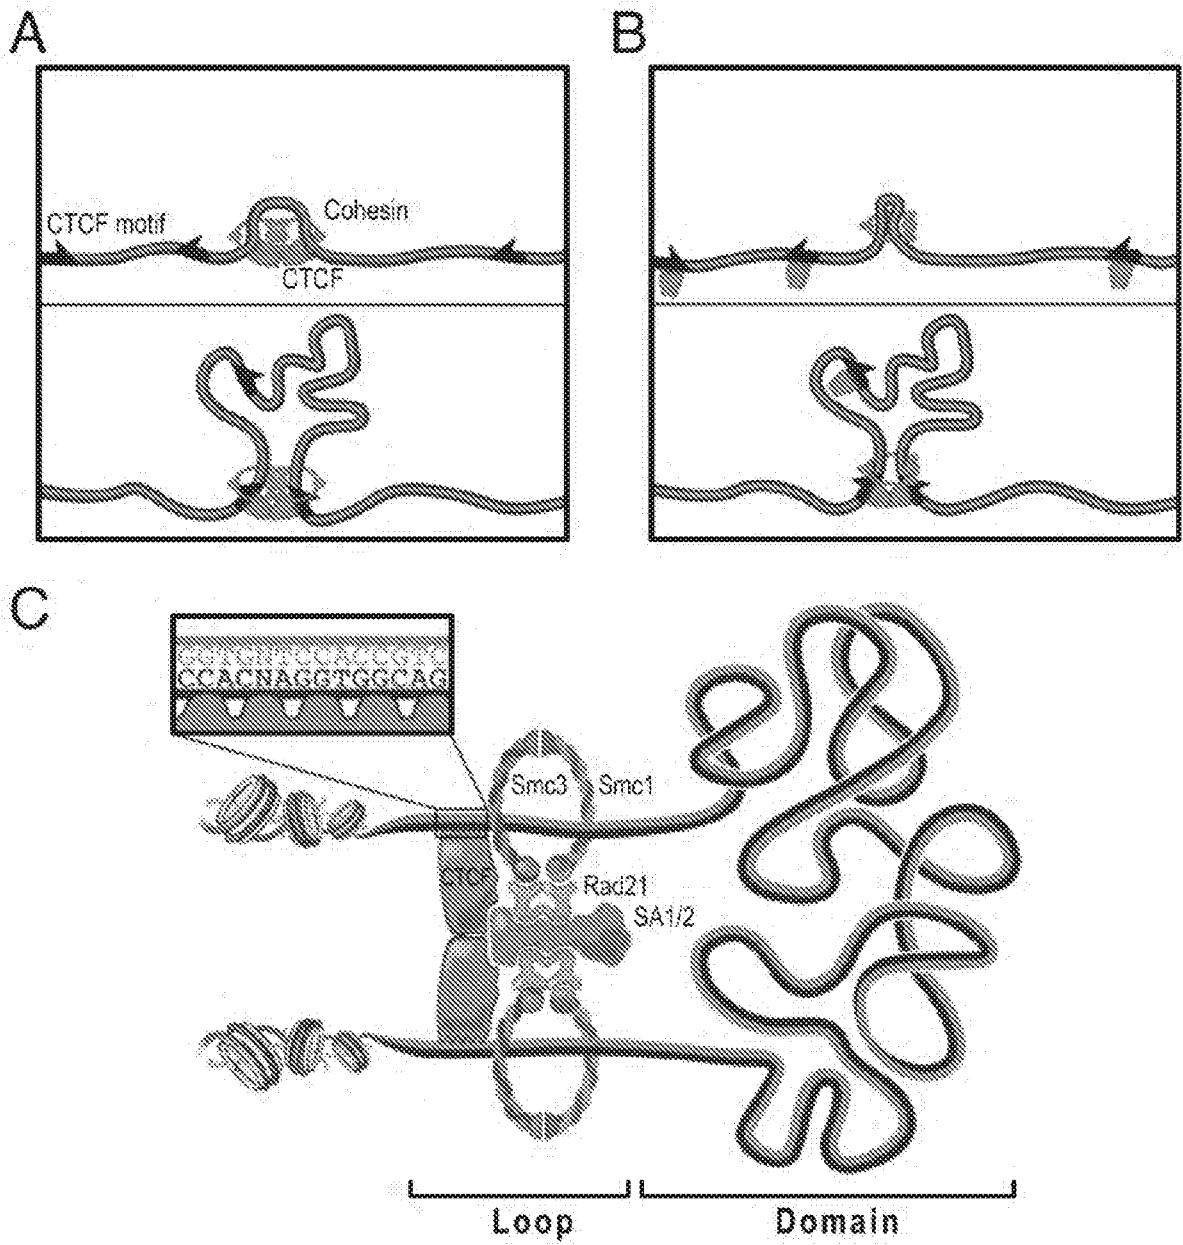 A
B
CTCF motif
Cohesin
CTCF
C
CCACNAGGTGGCAG
Smc3
Smc1
CTCF
Rad21
SA1/2
Loop
Domain